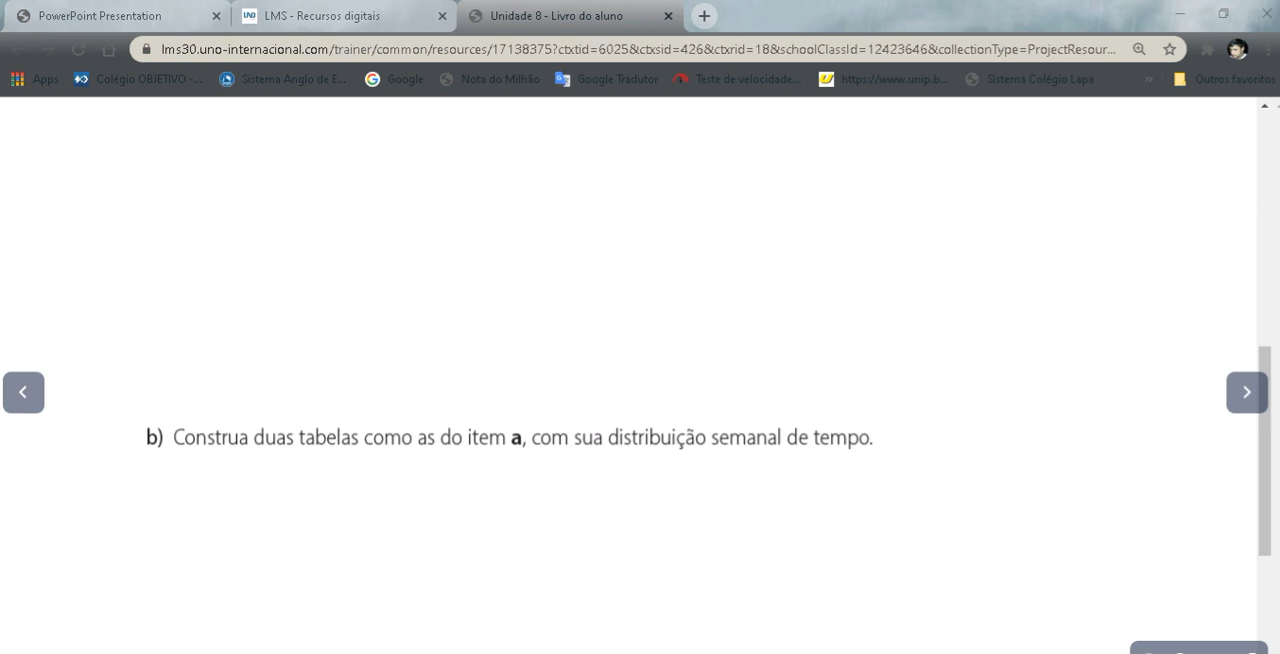 PowerPoint Presentation
LMS - Recursos digitais
Unidade 8 - Livro do aluno
lms30.uno-internacional.com/trainer/common/resources/17138375?ctxtid=6025&ctxsid=426&ctxrid=18&schoolClassId=12423646&collectionType=ProjectResour...
Apps Colégio OBJETIVO -... Sistema Anglo de E... Google Nota do Milhão Google Tradutor Teste de velocidade... https://www.unip.b... Sistema Colégio Lapa » Outros favoritos
b) Construa duas tabelas como as do item a, com sua distribuição semanal de tempo.